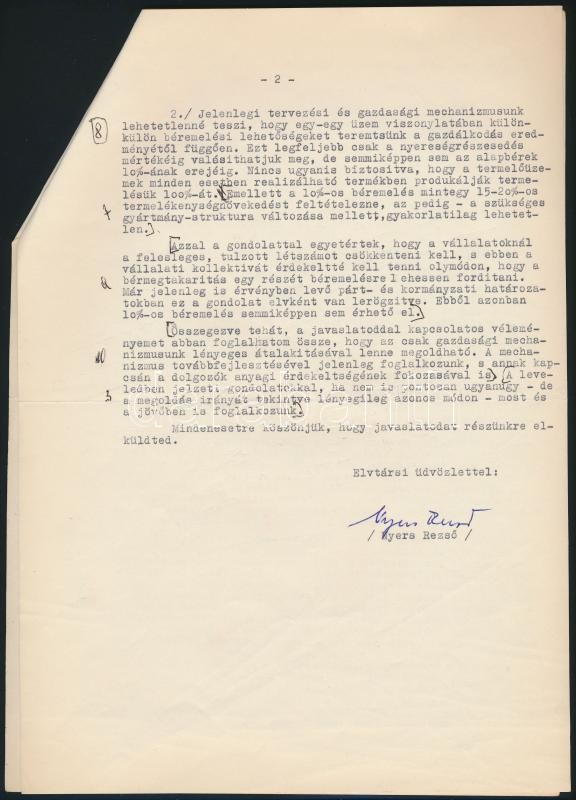 - 2 -
2./ Jelenlegi tervezési és gazdasági mechanizmusunk
8
lehetetlenné teszi, hogy egy-egy üzem viszonylatában külön-
külön béremelési lehetőségeket teremtsünk a gazdálkodás ered-
ményétől függően. Ezt legfeljebb csak a nyereségrészesedés
mértékéig valósithatjuk meg, de semmiképpen sem az alapbérek
lo%-ának erejéig. Nincs ugyanis biztositva, hogy a termelőüze-
mek minden esetben realizálható termékben produkálják terme-
lésük loo%-át. Emellett a lo%-os béremelés mintegy 15-2o%-os
termelékenységnövekedést feltételezne, az pedig - a szükséges
gyártmány-struktura változása mellett,gyakorlatilag lehetet-
len.
Azzal a gondolattal egyetértek, hogy a vállalatoknál
a felesleges, tulzott létszámot csökkenteni kell, s ebben a
vállalati kollektivát érdekeltté kell tenni olymódon, hogy a
bérmegtakaritás egy részét béremelésre lehessen forditani.
Már jelenleg is érvényben levő párt- és kormányzati határoza-
tokban ez a gondolat elvként van lerögzitve. Ebből azonban
lo%-os béremelés semmiképpen sem érhető el.
Összegezve tehát, a javaslatoddal kapcsolatos vélemé-
nyemet abban foglalhatom össze, hogy az csak gazdasági mecha-
nizmusunk lényeges átalakitásával lenne megoldható. A mecha-
nizmus továbbfejlesztésével jelenleg foglalkozunk, s annak kap-
csán a dolgozók anyagi érdekeltségének fokozásával is. A leve-
ledben jelzett gondolatokkal, ha nem is pontosan ugyanugy - de
3
a megoldás irányát tekintve lényegileg azonos módon - most és
a jövőben is foglalkozunk.
Mindenesetre köszönjük, hogy javaslatodat részünkre el-
küldted.
Elvtársi üdvözlettel:
Nyers Rezső
/ Nyers Rezső /